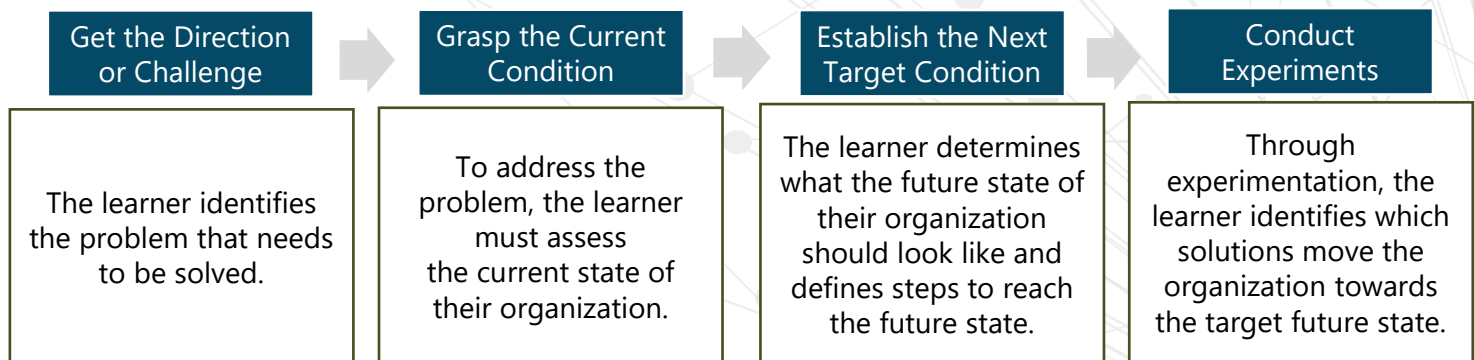 Get the Direction
or Challenge
The learner identifies
the problem that needs
to be solved.
Grasp the Current
Condition
To address the
problem, the learner
must assess
the current state of
their organization.
Establish the Next
Target Condition
The learner determines
what the future state of
their organization
should look like and
defines steps to reach
the future state.
Conduct
Experiments
Through
experimentation, the
learner identifies which
solutions move the
organization towards
the target future state.